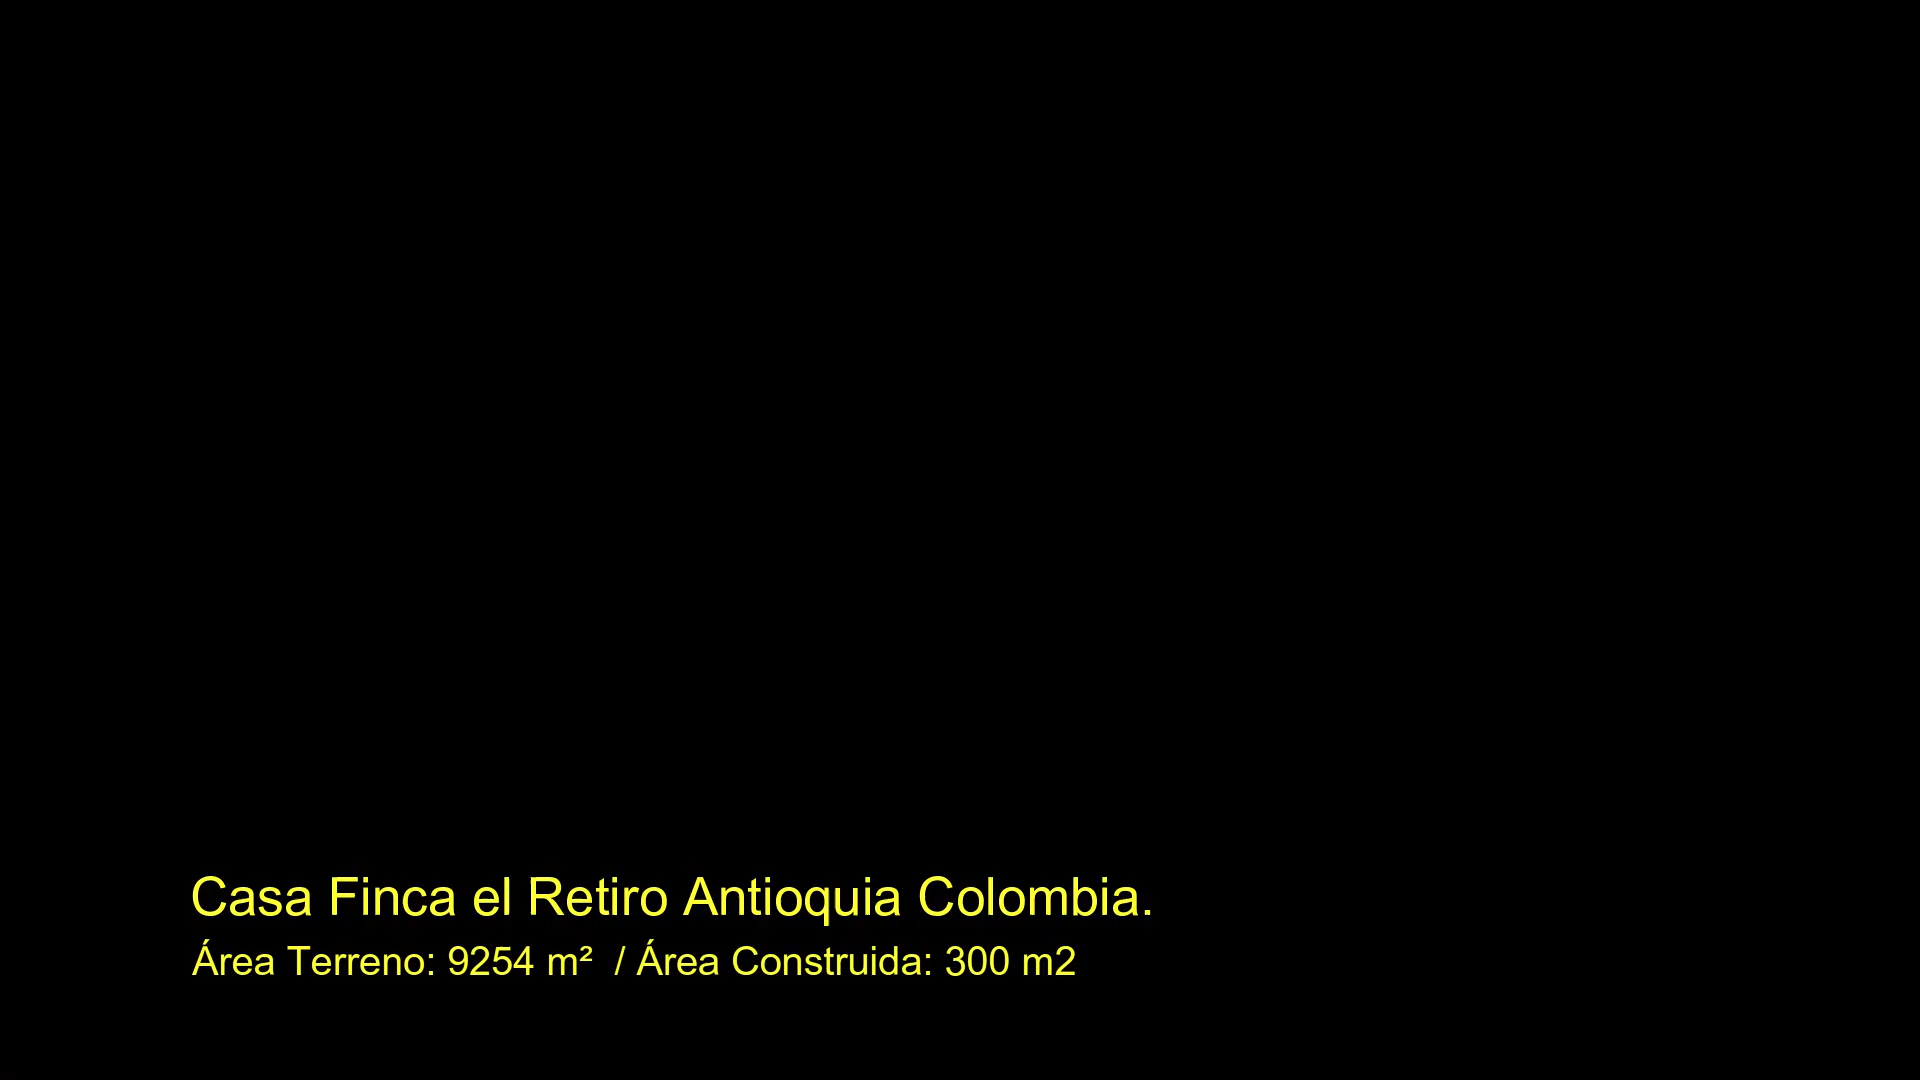 Casa Finca el Retiro Antioquia Colombia.
Área Terreno: 9254 m²  / Área Construida: 300 m2